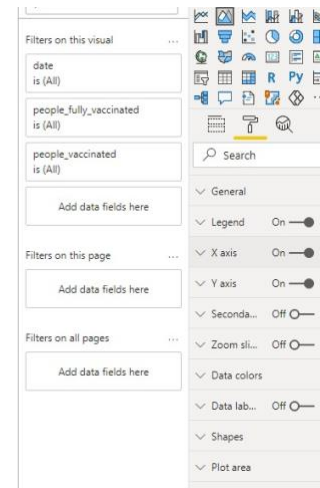 Filters on this visual ...
date
is (All)
people_fully_vaccinated
is (All)
people_vaccinated
is (All)
Add data fields here
Filters on this page ...
Add data fields here
Filters on all pages ...
Add data fields here
R Py
123
Search
General
Legend On
X axis On
Y axis On
Seconda... Off
Zoom sli... Off
Data colors
Data lab... Off
Shapes
Plot area